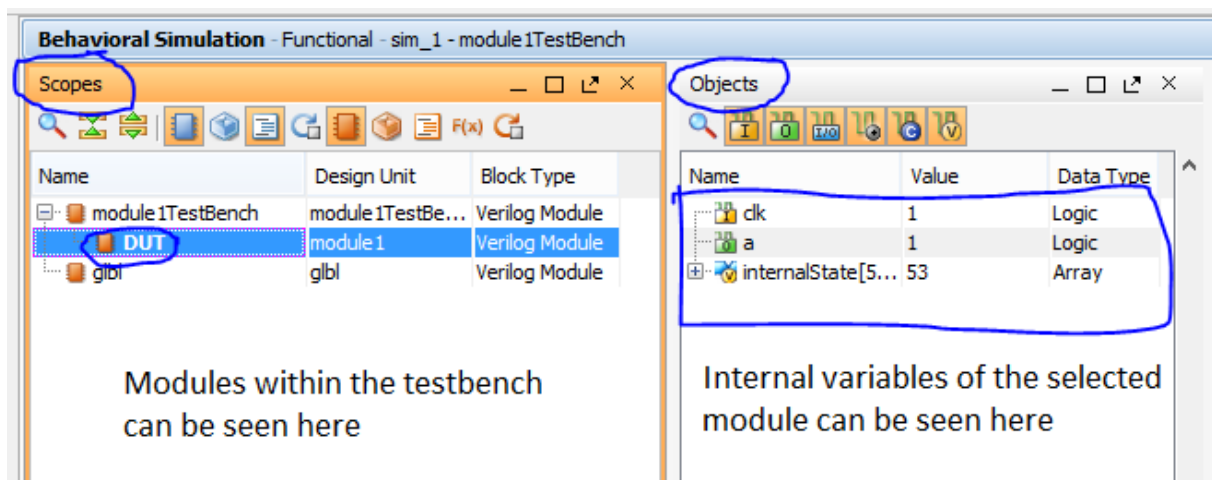 Behavioral Simulation - Functional - sim_1 - module1TestBench
Scopes
Objects
F(x)
I O I/O C V
Name Design Unit Block Type
Name Value Data Type
module1TestBench module1TestBe... Verilog Module
DUT module1 Verilog Module
glbl glbl Verilog Module
clk 1 Logic
a 1 Logic
internalState[5... 53 Array
Modules within the testbench
can be seen here
Internal variables of the selected
module can be seen here